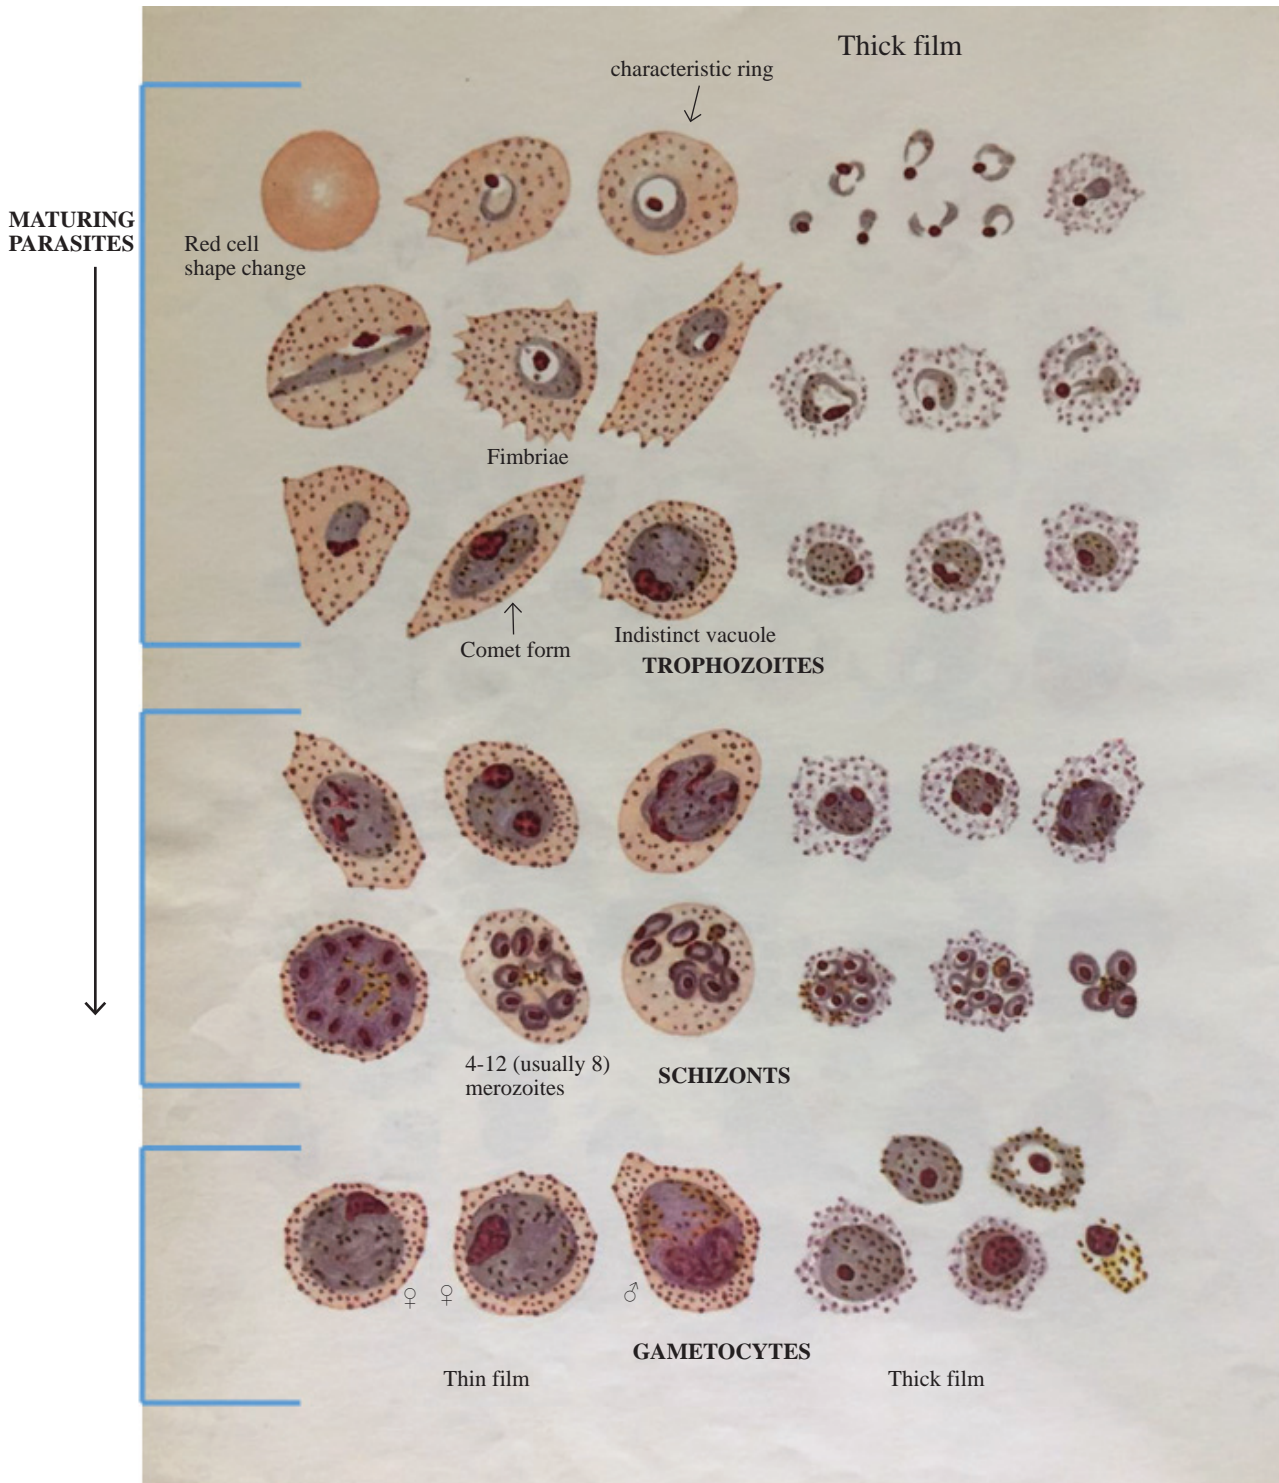 Thick film
characteristic ring
MATURING
PARASITES
Red cell
shape change
Fimbriae
Comet form
Indistinct vacuole
TROPHOZOITES
4-12 (usually 8)
merozoites
SCHIZONTS
♀ ♀ ♂
GAMETOCYTES
Thin film
Thick film